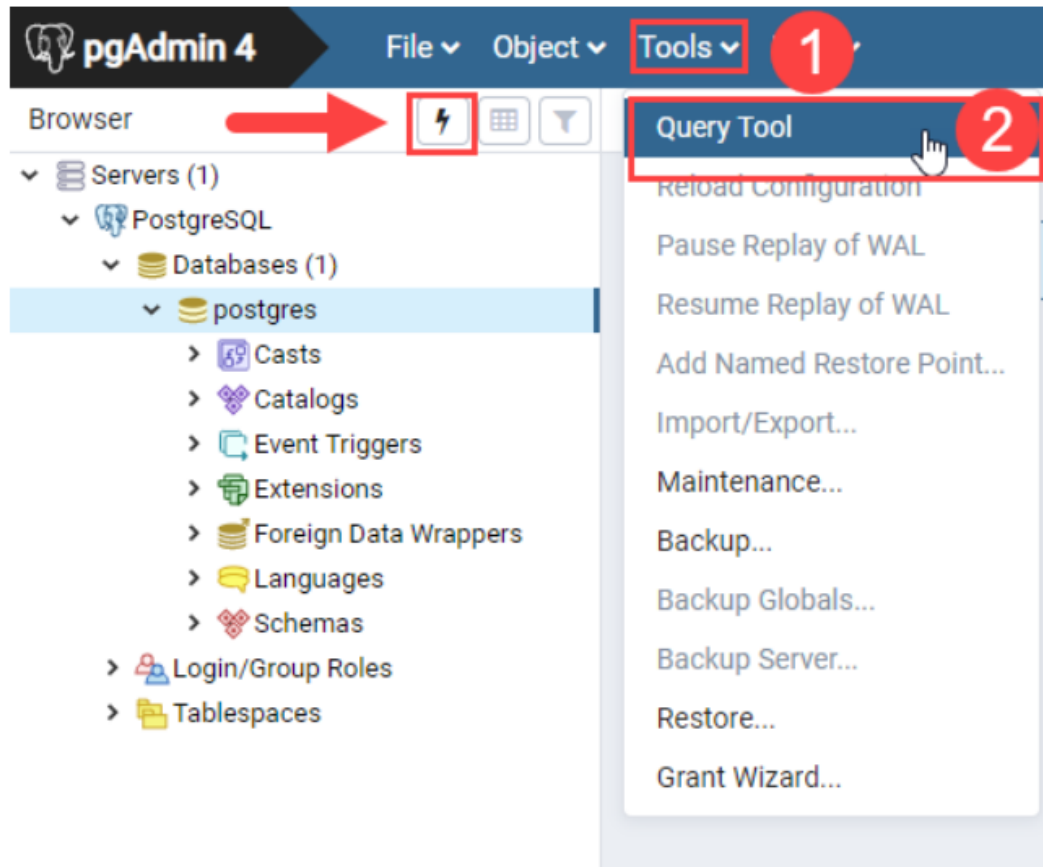 pgAdmin 4
File Object Tools
1
Browser
Servers (1)
PostgreSQL
Databases (1)
postgres
Casts
Catalogs
Event Triggers
Extensions
Foreign Data Wrappers
Languages
Schemas
Login/Group Roles
Tablespaces
Query Tool
2
Reload Configuration
Pause Replay of WAL
Resume Replay of WAL
Add Named Restore Point...
Import/Export...
Maintenance...
Backup...
Backup Globals...
Backup Server...
Restore...
Grant Wizard...